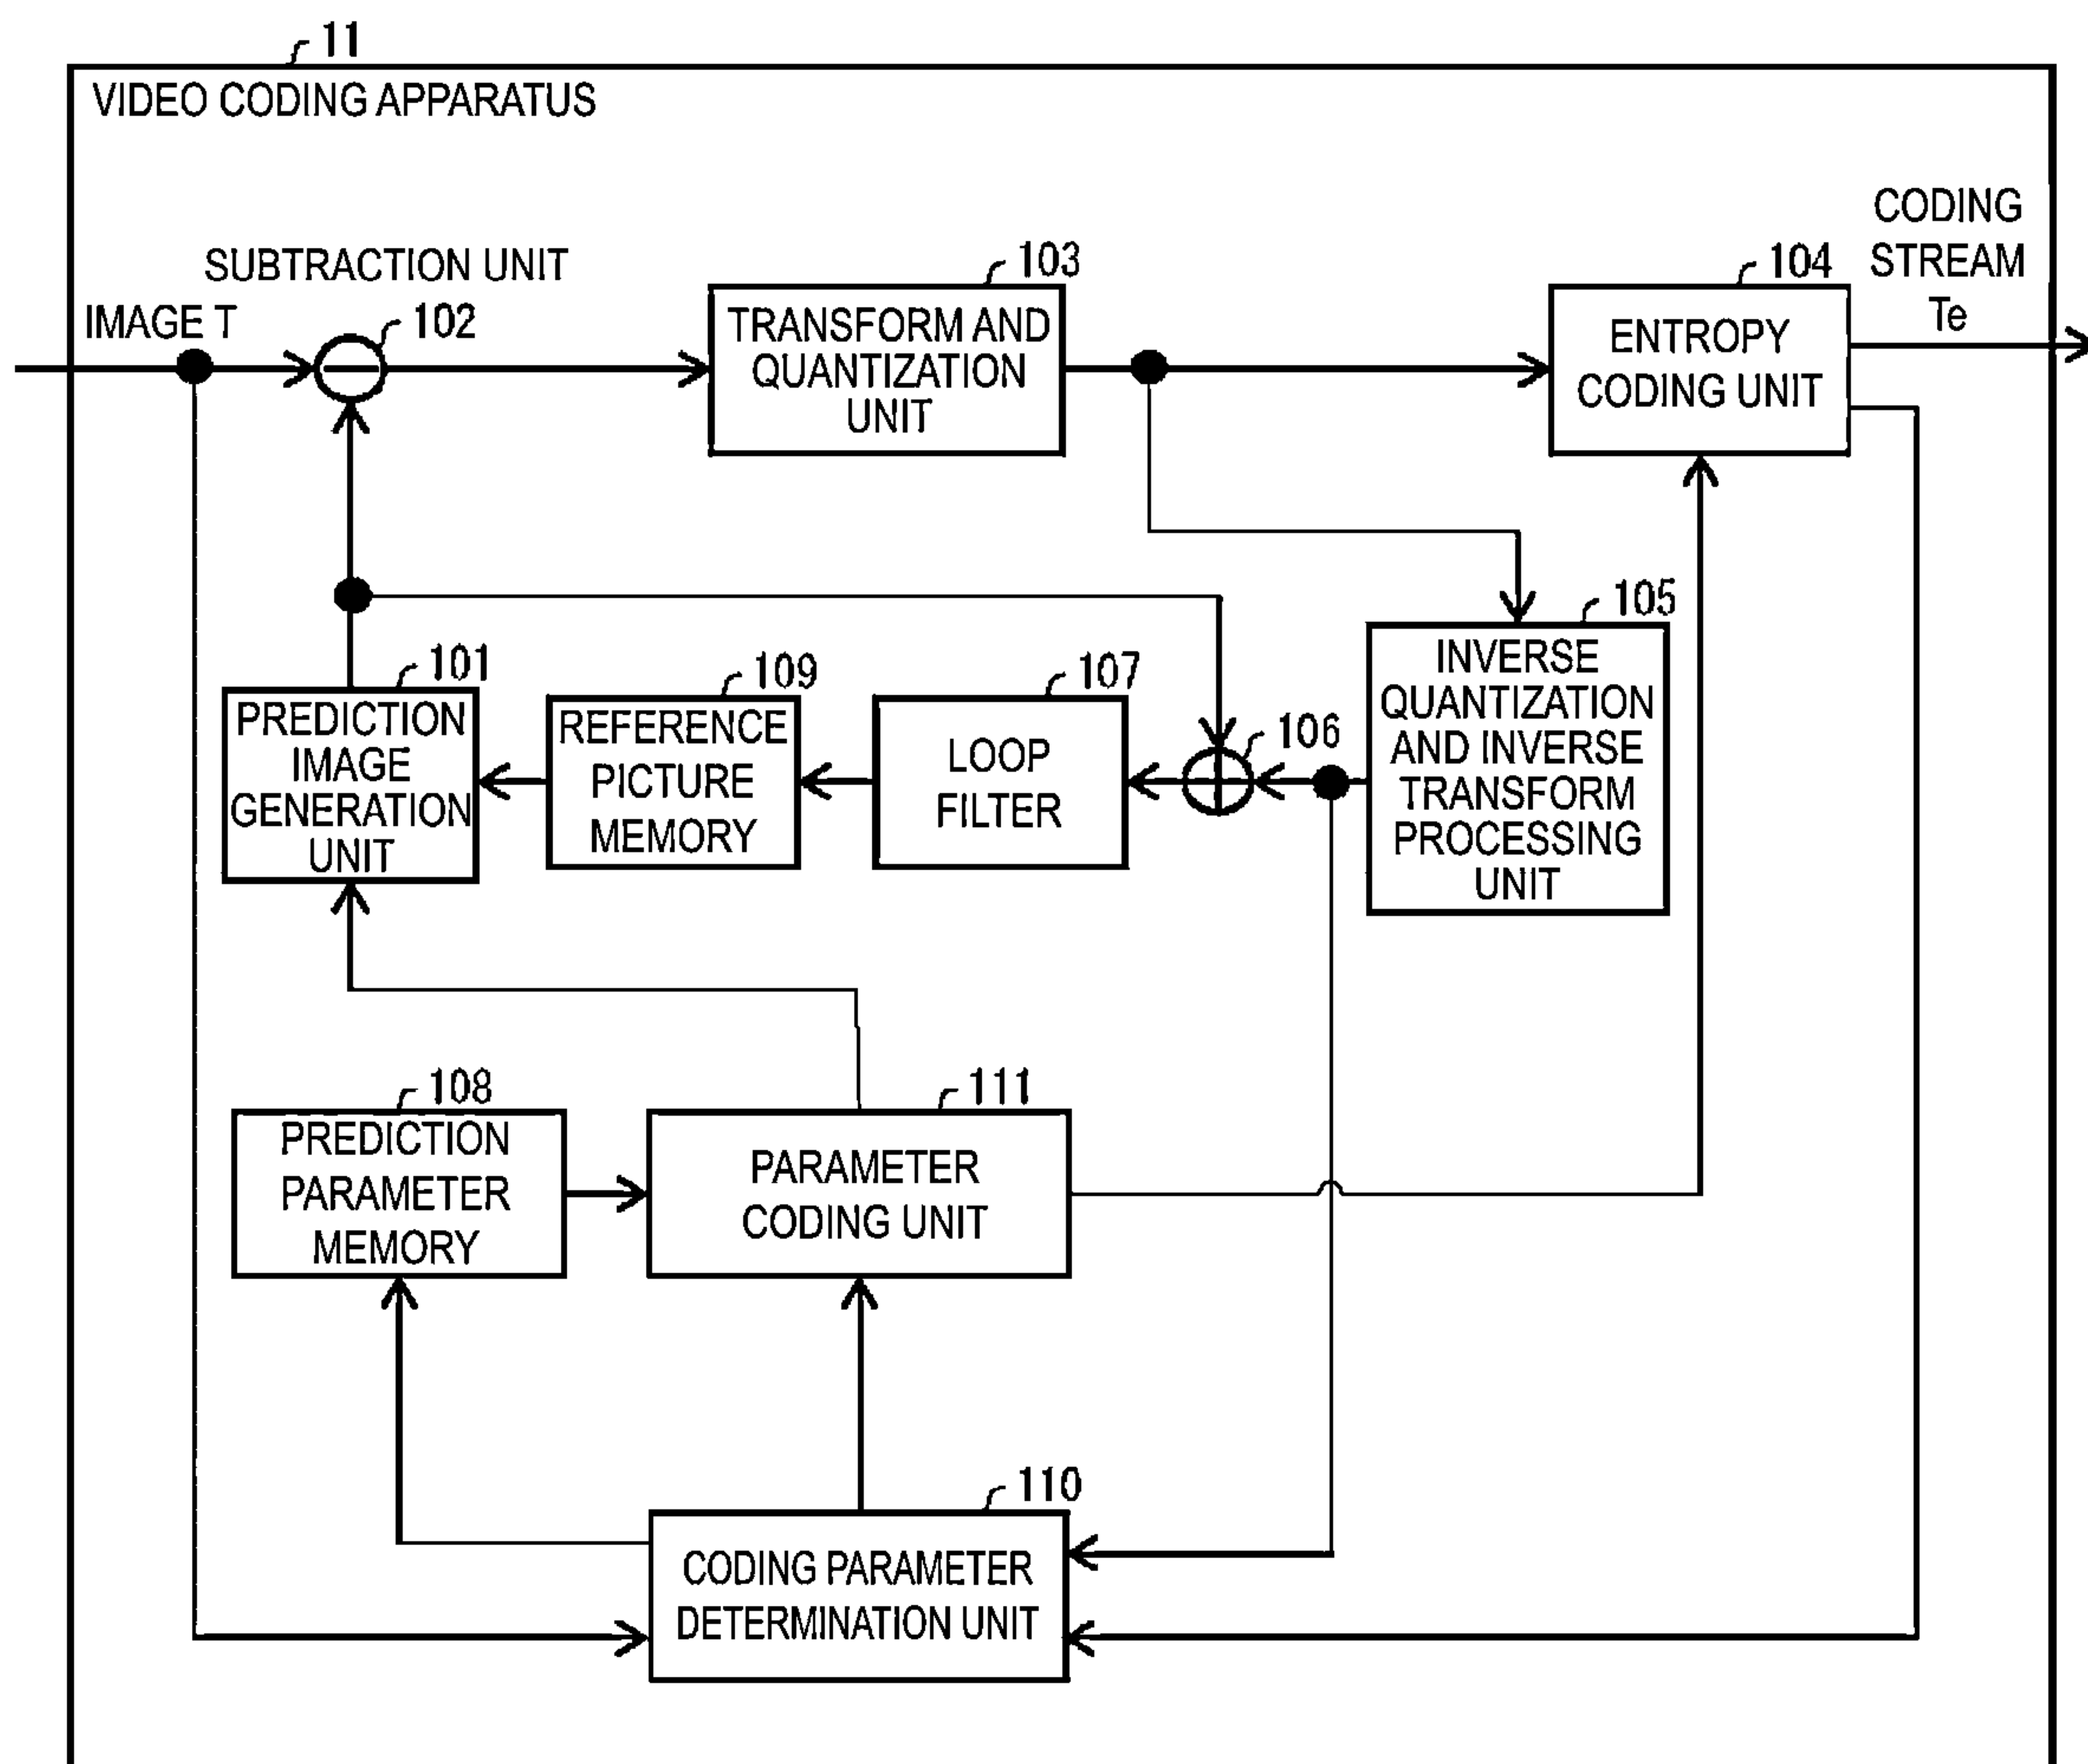 11
VIDEO CODING APPARATUS
CODING
STREAM
Te
SUBTRACTION UNIT
IMAGE T
102
103
TRANSFORM AND
QUANTIZATION
UNIT
104
ENTROPY
CODING UNIT
101
PREDICTION
IMAGE
GENERATION
UNIT
109
REFERENCE
PICTURE
MEMORY
107
LOOP
FILTER
106
105
INVERSE
QUANTIZATION
AND INVERSE
TRANSFORM
PROCESSING
UNIT
108
PREDICTION
PARAMETER
MEMORY
111
PARAMETER
CODING UNIT
110
CODING PARAMETER
DETERMINATION UNIT